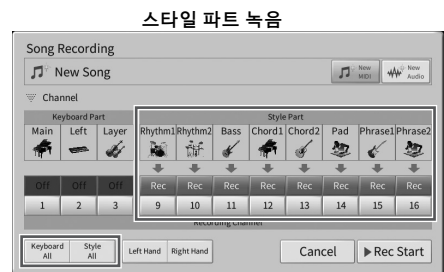 스타일 파트 녹음
Song Recording
New Song
New MIDI
New Audio
Channel
Keyboard Part
Style Part
Main Left Layer Rhythm1 Rhythm2 Bass Chord1 Chord2 Pad Phrase1 Phrase2
Off Off Off Rec Rec Rec Rec Rec Rec Rec Rec
1 2 3 9 10 11 12 13 14 15 16
Recording Channel
Keyboard All
Style All
Left Hand
Right Hand
Cancel
▶Rec Start